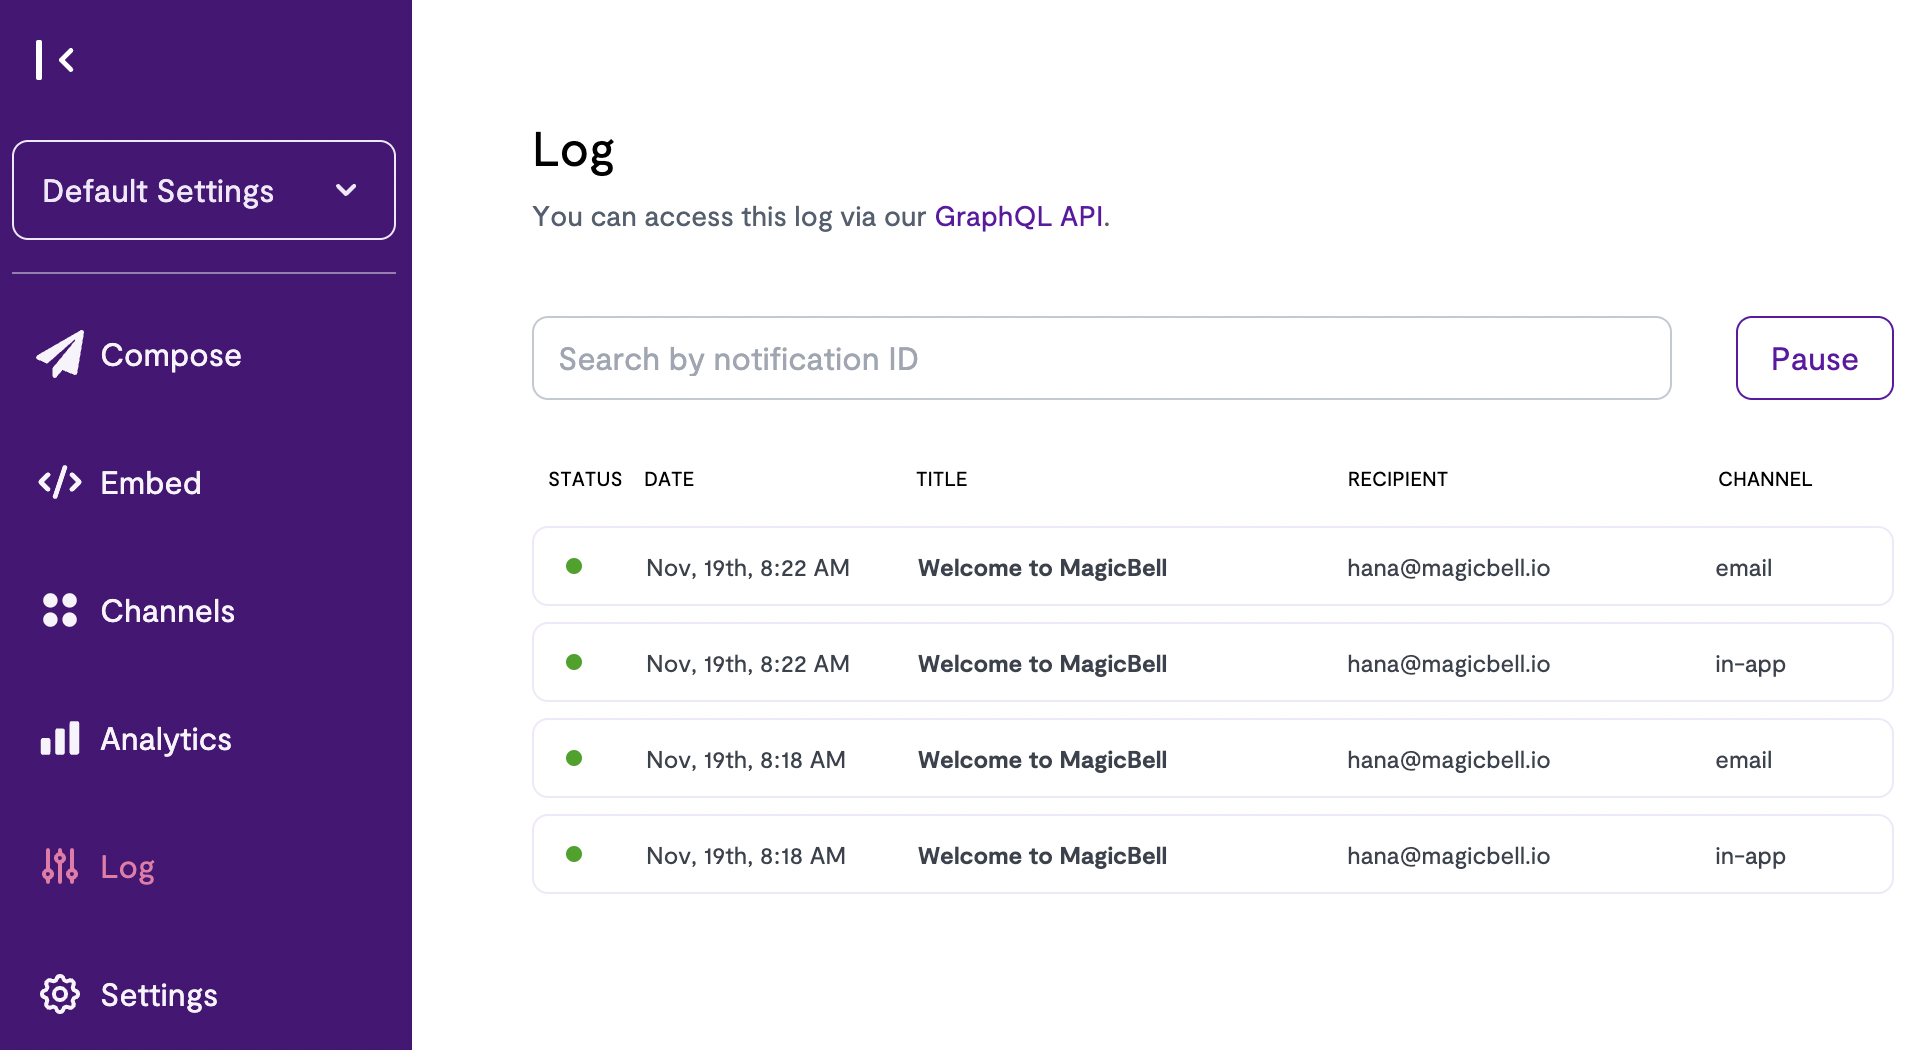 Default Settings
Compose
Embed
Channels
Analytics
Log
Settings
Log
You can access this log via our GraphQL API.
Search by notification ID
Pause
STATUS DATE TITLE RECIPIENT CHANNEL
Nov, 19th, 8:22 AM Welcome to MagicBell hana@magicbell.io email
Nov, 19th, 8:22 AM Welcome to MagicBell hana@magicbell.io in-app
Nov, 19th, 8:18 AM Welcome to MagicBell hana@magicbell.io email
Nov, 19th, 8:18 AM Welcome to MagicBell hana@magicbell.io in-app